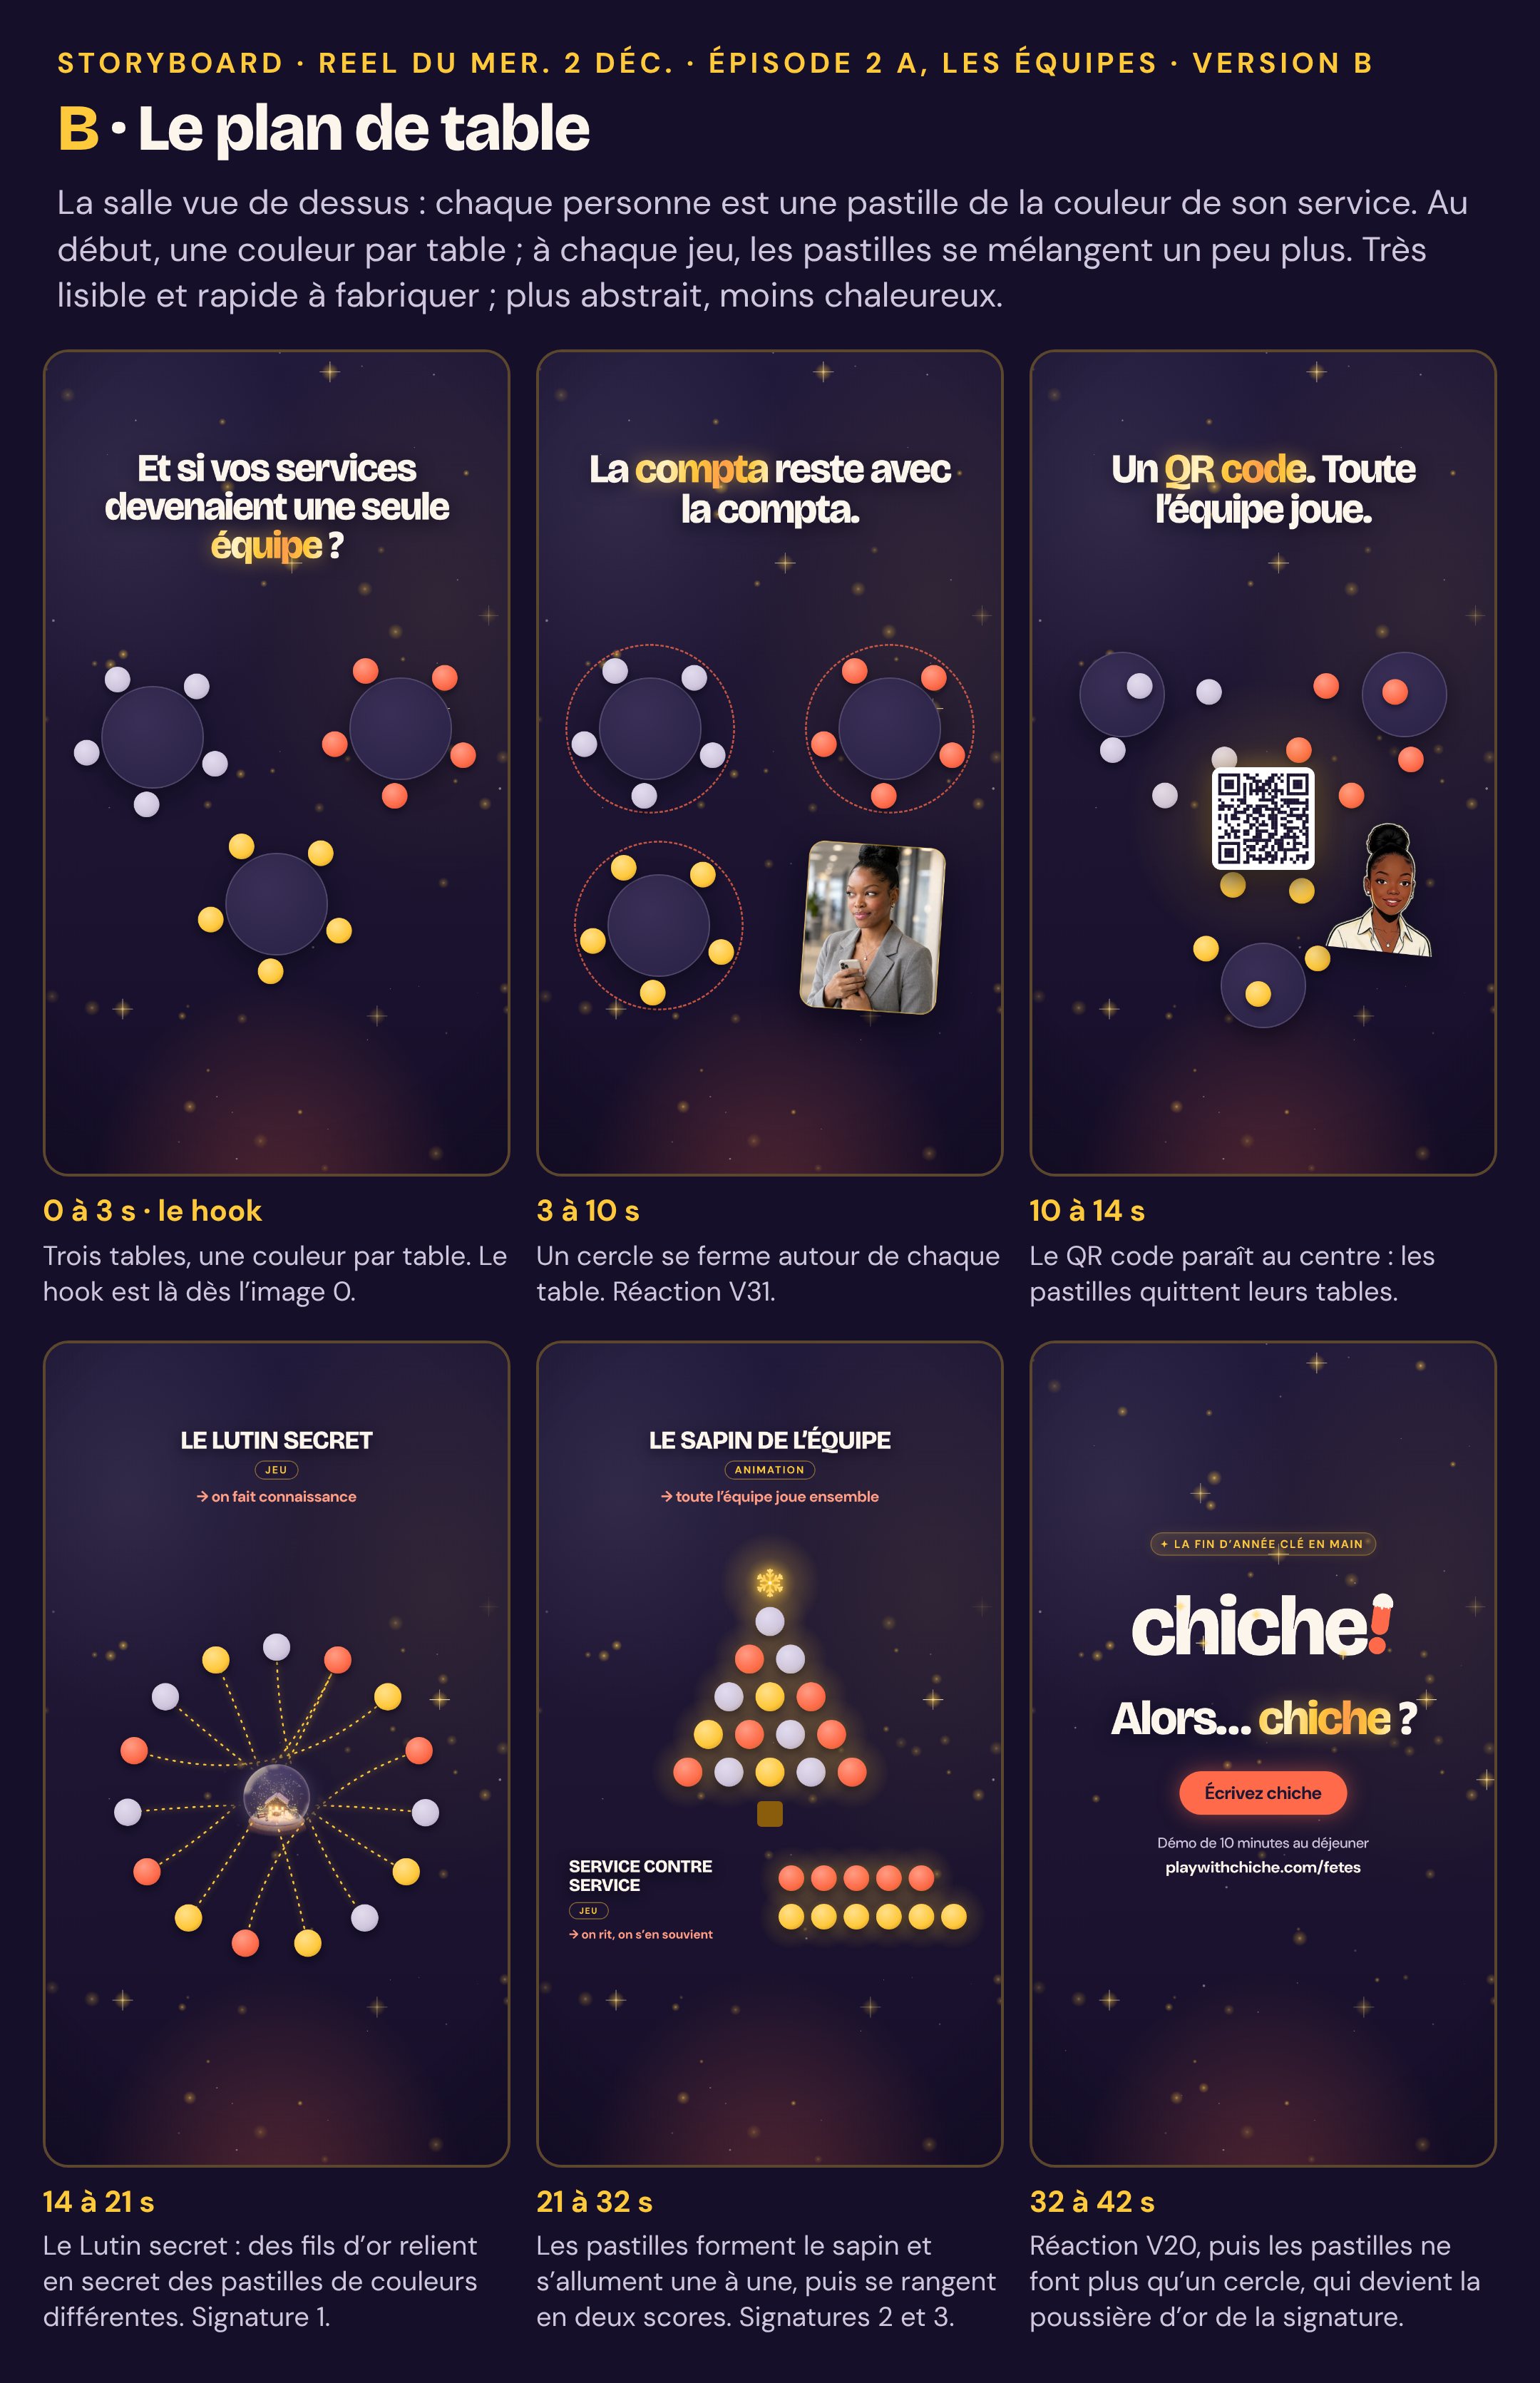 STORYBOARD · REEL DU MER. 2 DÉC. · ÉPISODE 2 A, LES ÉQUIPES · VERSION B
B · Le plan de table
La salle vue de dessus : chaque personne est une pastille de la couleur de son service. Au
début, une couleur par table ; à chaque jeu, les pastilles se mélangent un peu plus. Très
lisible et rapide à fabriquer ; plus abstrait, moins chaleureux.
Et si vos services
devenaient une seule
équipe ?
0 à 3 s · le hook
Trois tables, une couleur par table. Le
hook est là dès l’image 0.
La compta reste avec
la compta.
3 à 10 s
Un cercle se ferme autour de chaque
table. Réaction V31.
Un QR code. Toute
l’équipe joue.
10 à 14 s
Le QR code paraît au centre : les
pastilles quittent leurs tables.
LE LUTIN SECRET
JEU
→ on fait connaissance
14 à 21 s
Le Lutin secret : des fils d’or relient
en secret des pastilles de couleurs
différentes. Signature 1.
LE SAPIN DE L’ÉQUIPE
ANIMATION
→ toute l’équipe joue ensemble
SERVICE CONTRE
SERVICE
JEU
→ on rit, on s’en souvient
21 à 32 s
Les pastilles forment le sapin et
s’allument une à une, puis se rangent
en deux scores. Signatures 2 et 3.
✦ LA FIN D’ANNÉE CLÉ EN MAIN
chiche!
Alors... chiche ?
Écrivez chiche
Démo de 10 minutes au déjeuner
playwithchiche.com/fetes
32 à 42 s
Réaction V20, puis les pastilles ne
font plus qu’un cercle, qui devient la
poussière d’or de la signature.